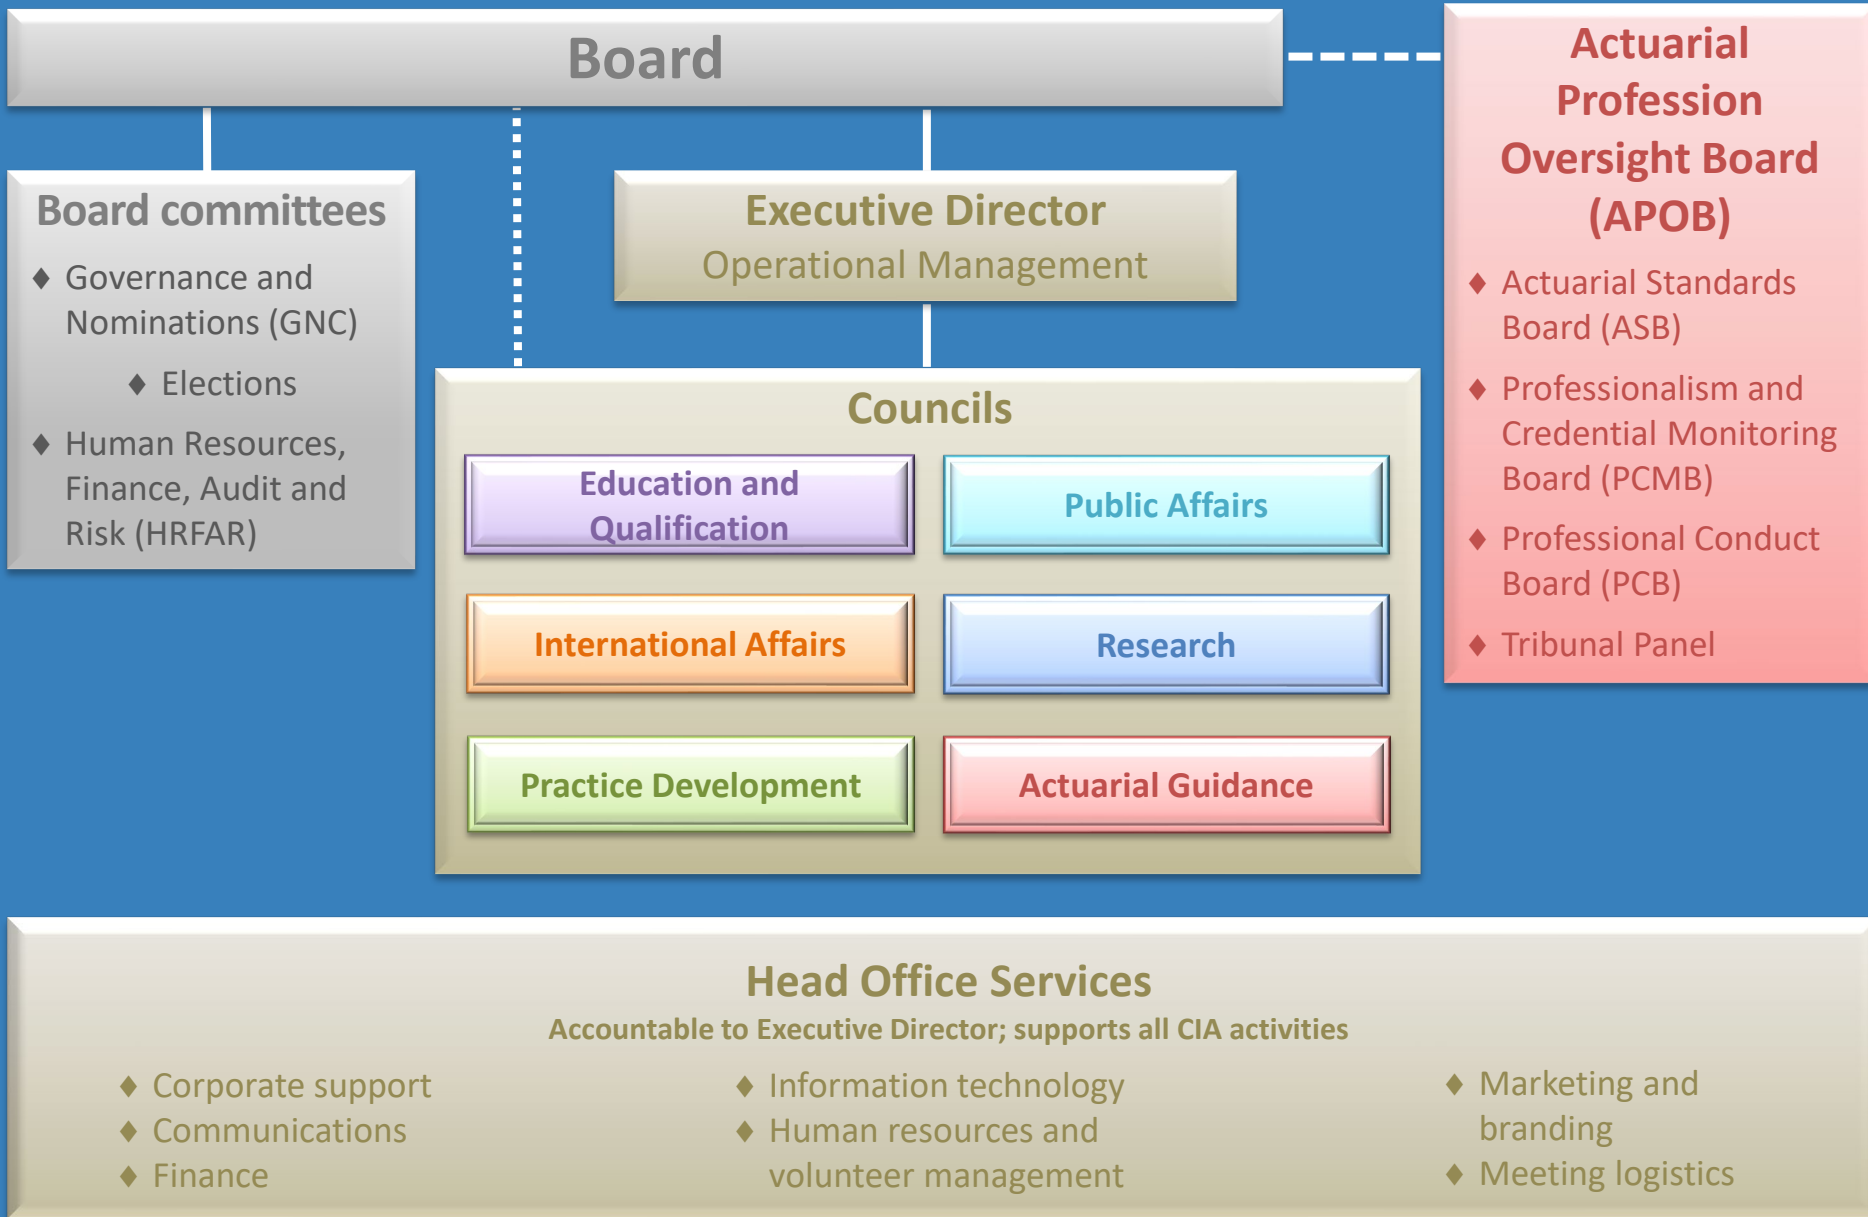 Board
Board committees
♦ Governance and
Nominations (GNC)
♦ Elections
♦ Human Resources,
Finance, Audit and
Risk (HRFAR)
Executive Director
Operational Management
Councils
Education and
Qualification
Public Affairs
International Affairs
Research
Practice Development
Actuarial Guidance
Actuarial
Profession
Oversight Board
(APOB)
♦ Actuarial Standards
Board (ASB)
♦ Professionalism and
Credential Monitoring
Board (PCMB)
♦ Professional Conduct
Board (PCB)
♦ Tribunal Panel
Head Office Services
Accountable to Executive Director; supports all CIA activities
♦ Corporate support
♦ Communications
♦ Finance
♦ Information technology
♦ Human resources and
volunteer management
♦ Marketing and
branding
♦ Meeting logistics